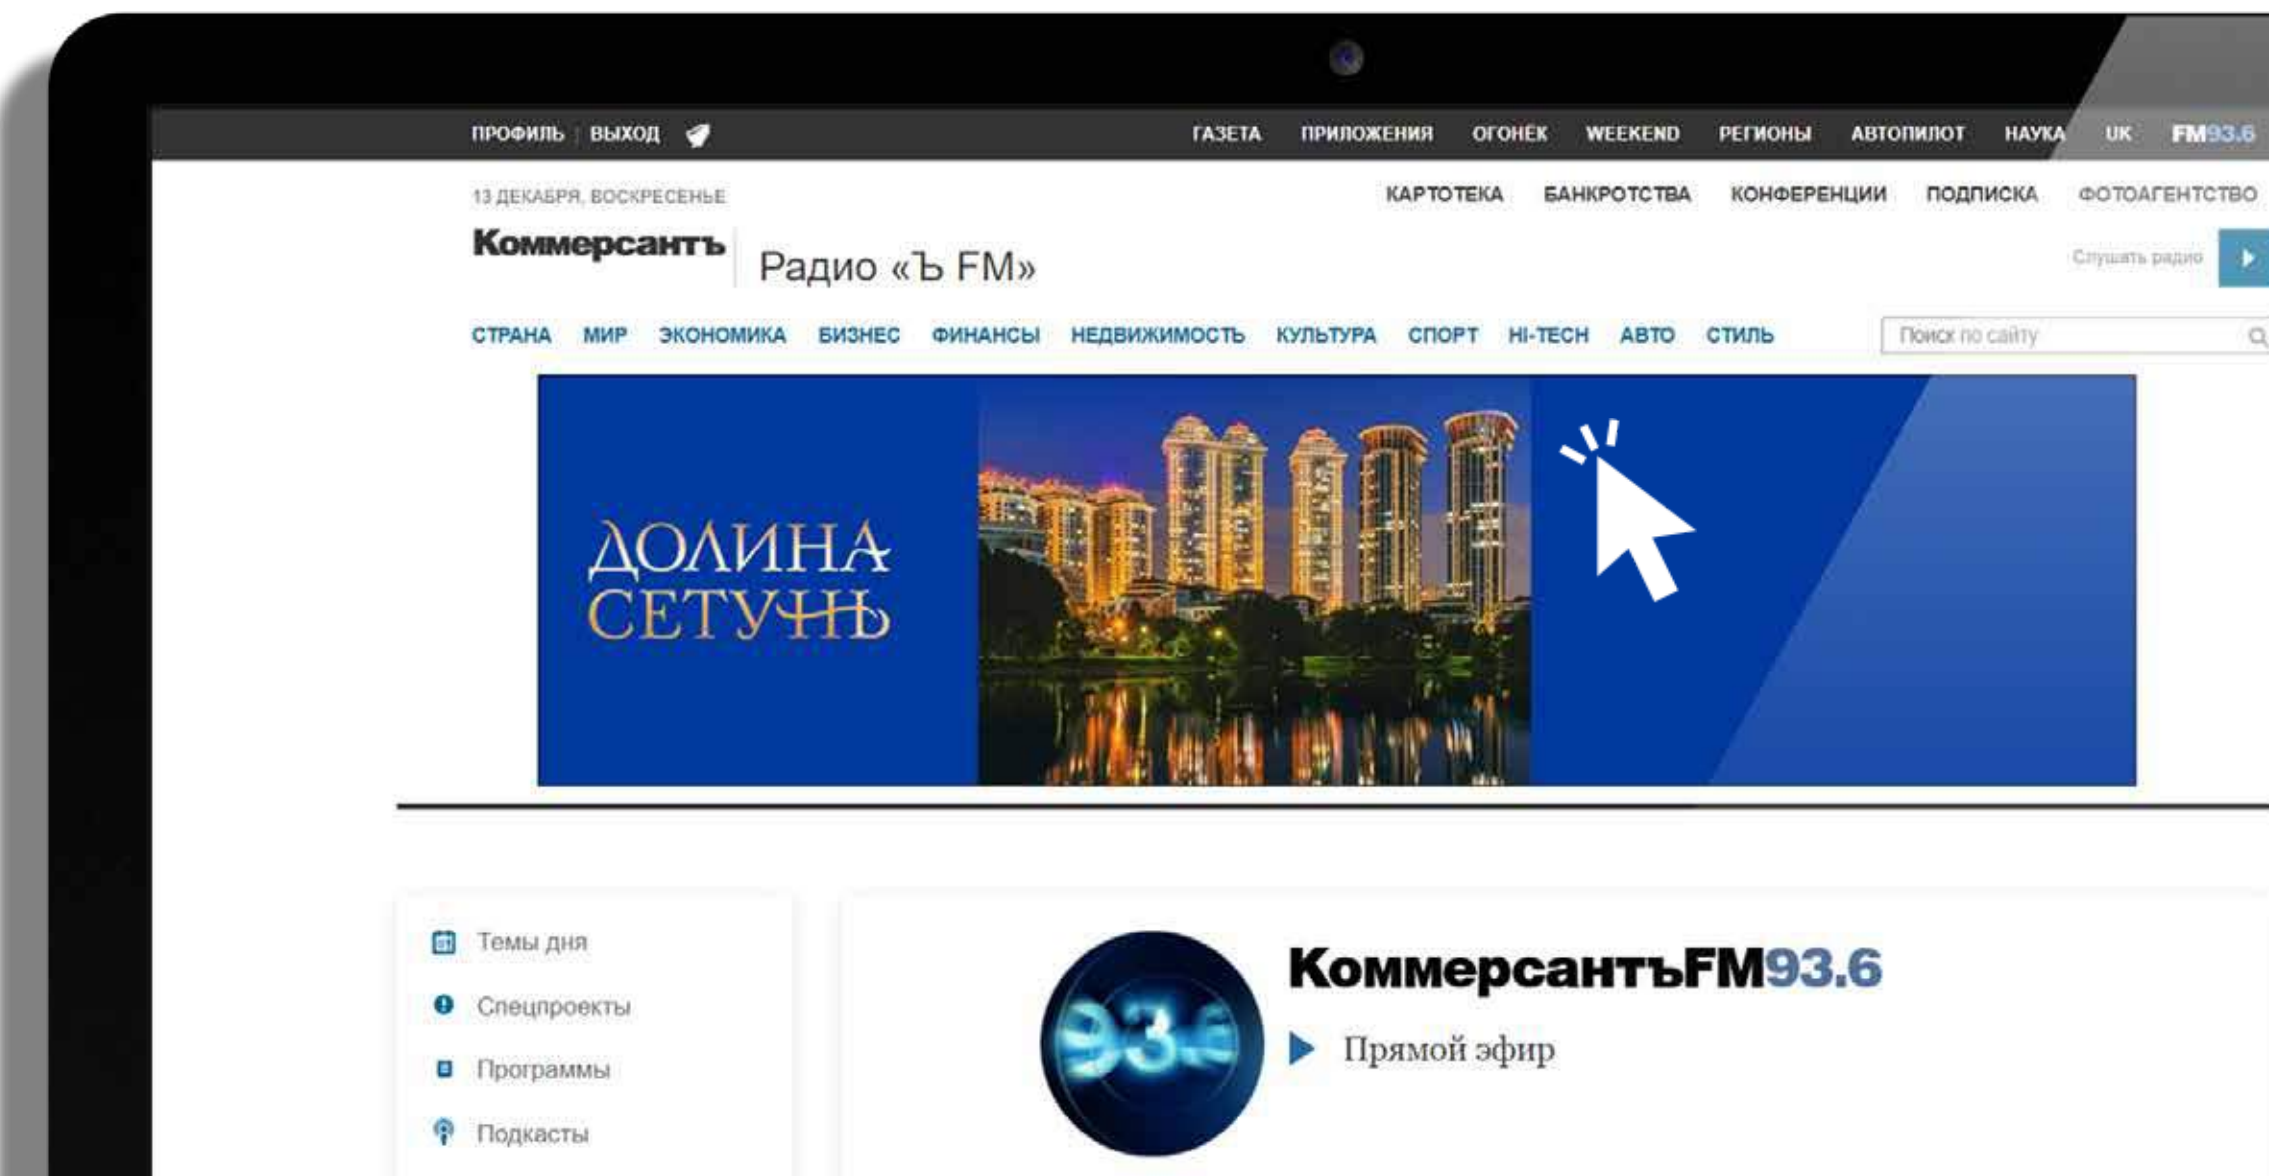 ПРОФИЛЬ | ВЫХОД ГАЗЕТА ПРИЛОЖЕНИЯ ОГОНЁК WEEKEND РЕГИОНЫ АВТОПИЛОТ НАУКА UK FM93.6
13 ДЕКАБРЯ, ВОСКРЕСЕНЬЕ КАРТОТЕКА БАНКРОТСТВА КОНФЕРЕНЦИИ ПОДПИСКА ФОТОАГЕНТСТВО
Коммерсантъ Радио «Ъ FM» Слушать радио
СТРАНА МИР ЭКОНОМИКА БИЗНЕС ФИНАНСЫ НЕДВИЖИМОСТЬ КУЛЬТУРА СПОРТ HI-TECH АВТО СТИЛЬ Поиск по сайту
ДОЛИНА
СЕТУНЬ
Темы дня
Спецпроекты
Программы
Подкасты
93.6
КоммерсантъFM93.6
Прямой эфир